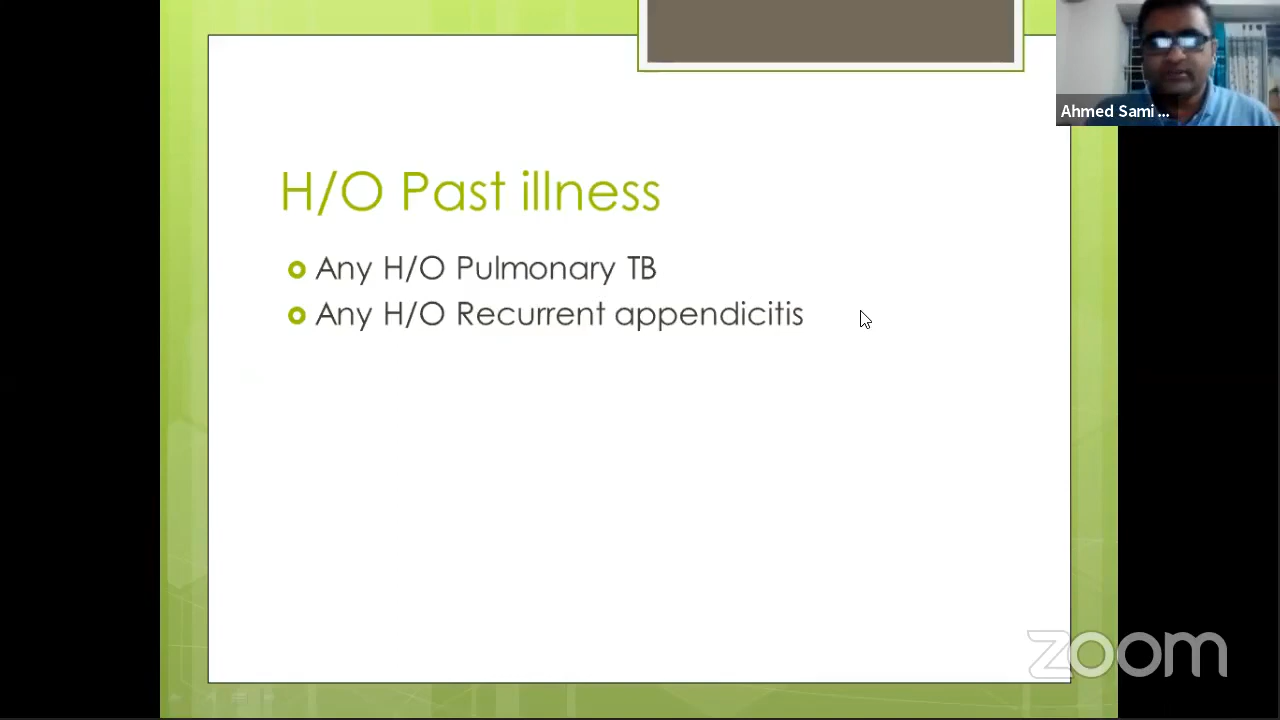 Ahmed Sami ...
H/O Past illness
Any H/O Pulmonary TB
Any H/O Recurrent appendicitis
zoom